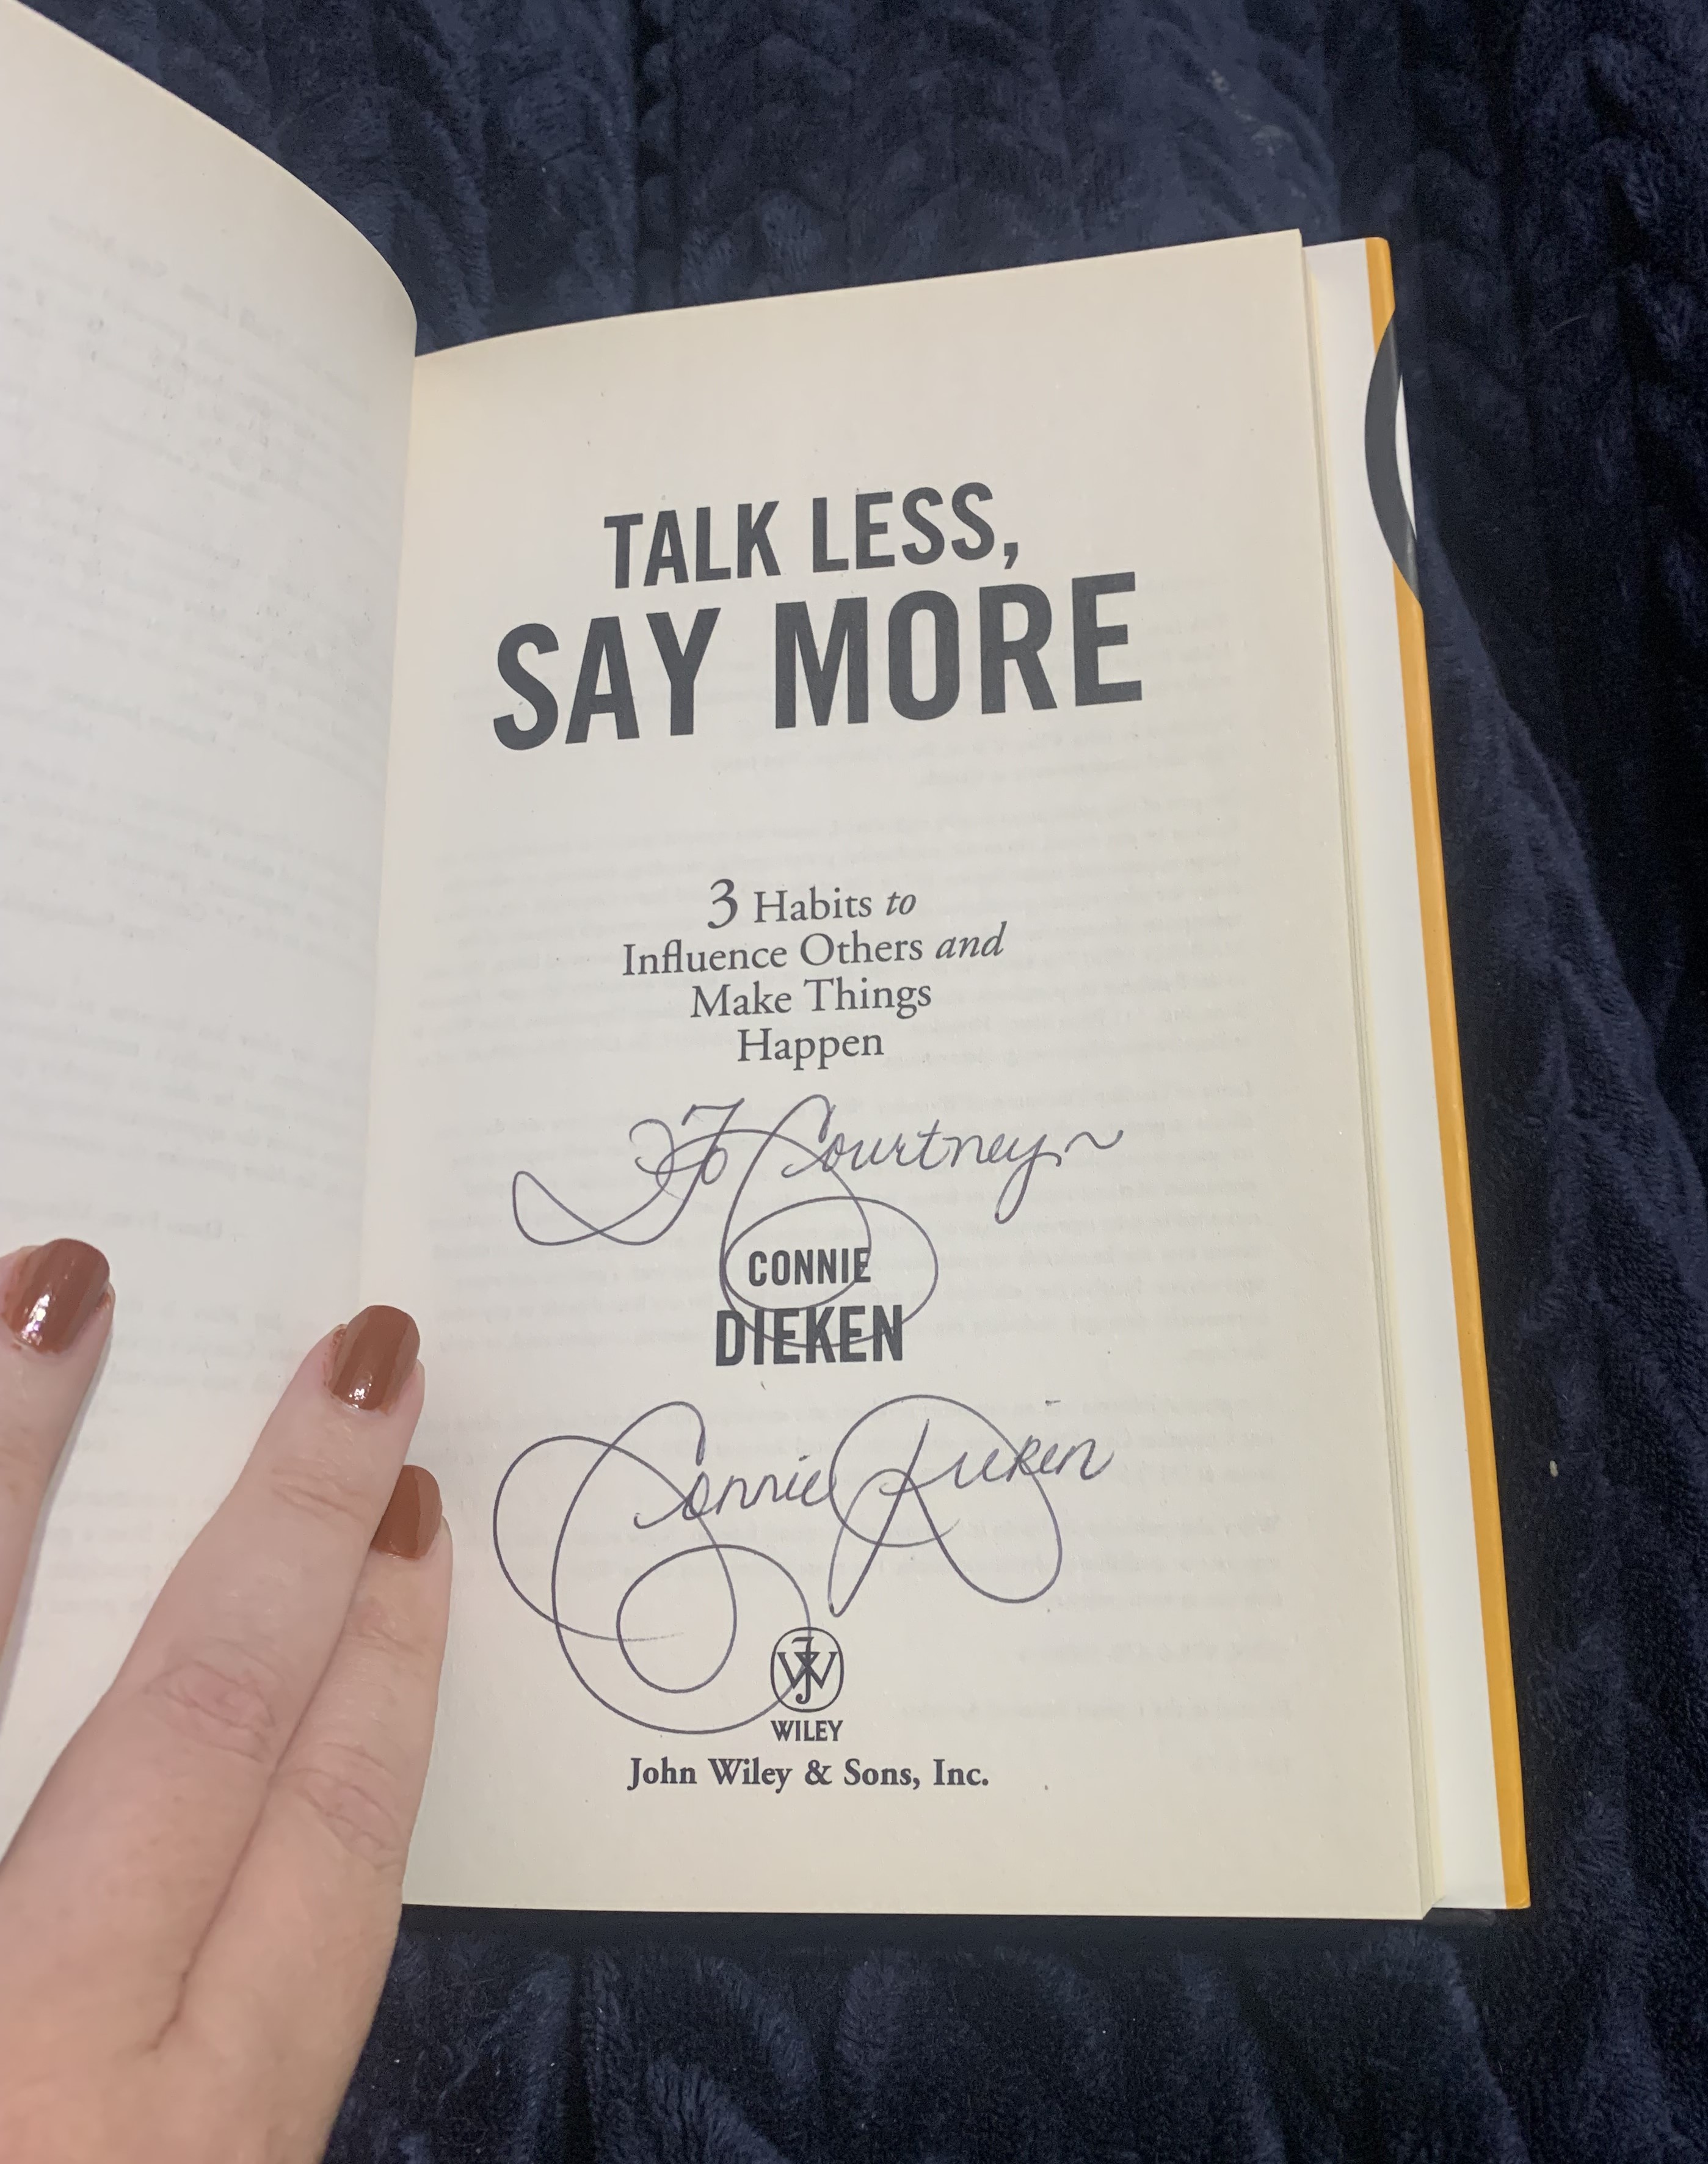 TALK LESS,
SAY MORE
3 Habits to
Influence Others and
Make Things
Happen
To Courtney~
CONNIE
DIEKEN
Connie Dieken
WILEY
John Wiley & Sons, Inc.